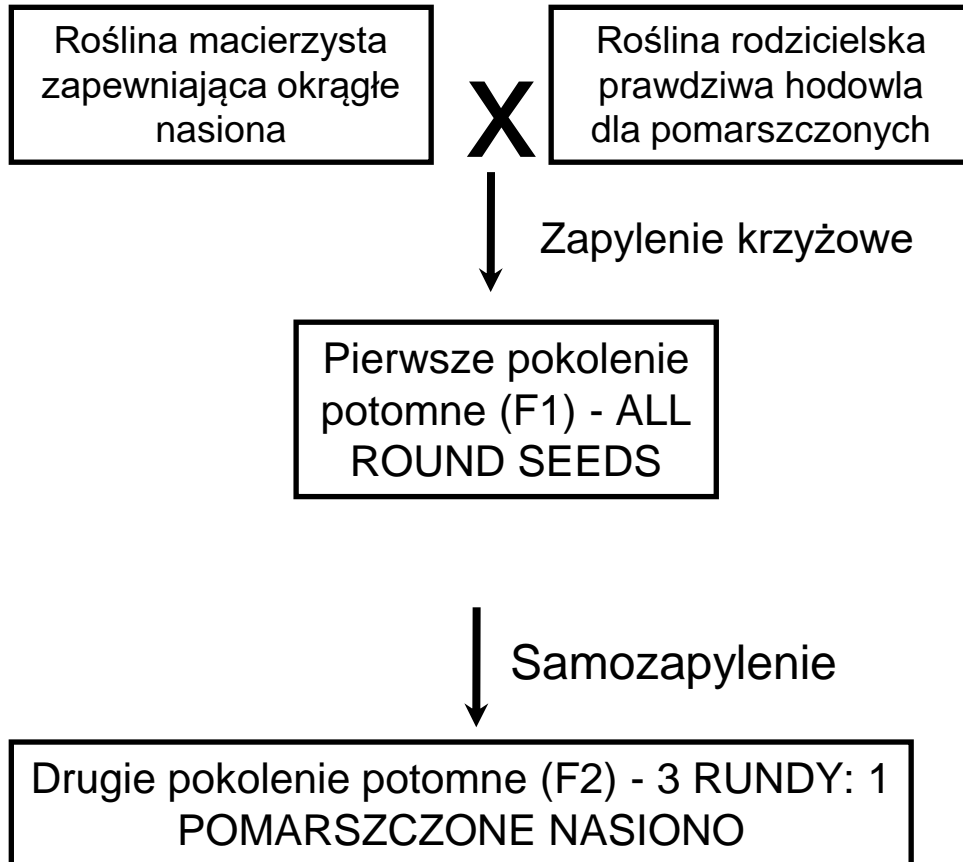 Roślina macierzysta
zapewniająca okrągłe
nasiona
X
Roślina rodzicielska
prawdziwa hodowla
dla pomarszczonych
Zapylenie krzyżowe
Pierwsze pokolenie
potomne (F1) - ALL
ROUND SEEDS
Samozapylenie
Drugie pokolenie potomne (F2) - 3 RUNDY: 1
POMARSZCZONE NASIONO